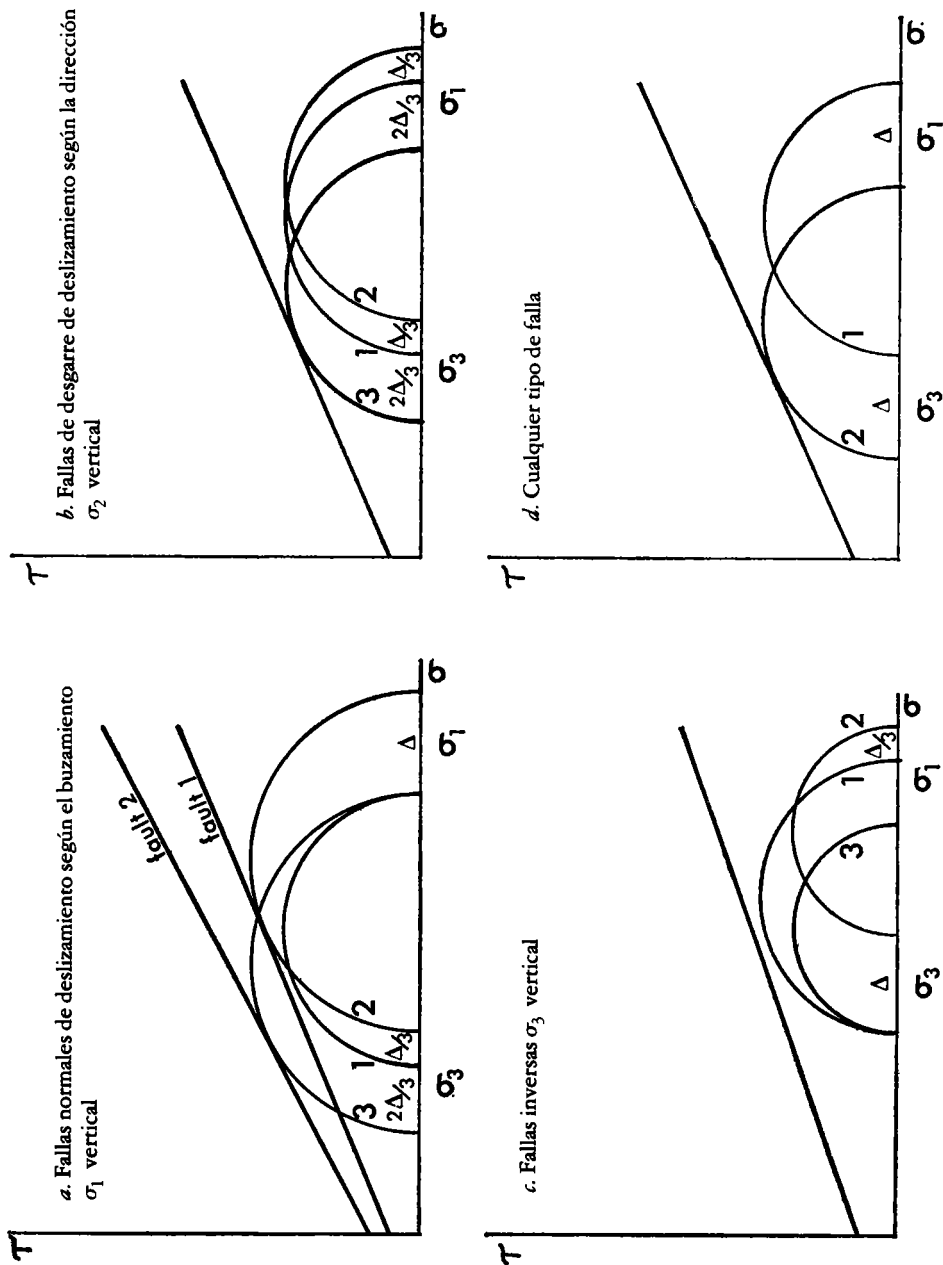 τ
a. Fallas normales de deslizamiento según el buzamiento
σ₁ vertical
fault 2
fault 1
3 1 2
2Δ/3 Δ/3 Δ σ
σ₃ σ₁
τ
b. Fallas de desgarre de deslizamiento según la dirección
σ₂ vertical
3 1 2
2Δ/3 Δ/3 2Δ/3 Δ/3 σ
σ₃ σ₁
τ
c. Fallas inversas σ₃ vertical
3 1 2
Δ Δ/3 σ
σ₃ σ₁
τ
d. Cualquier tipo de falla
2 1
Δ Δ σ
σ₃ σ₁